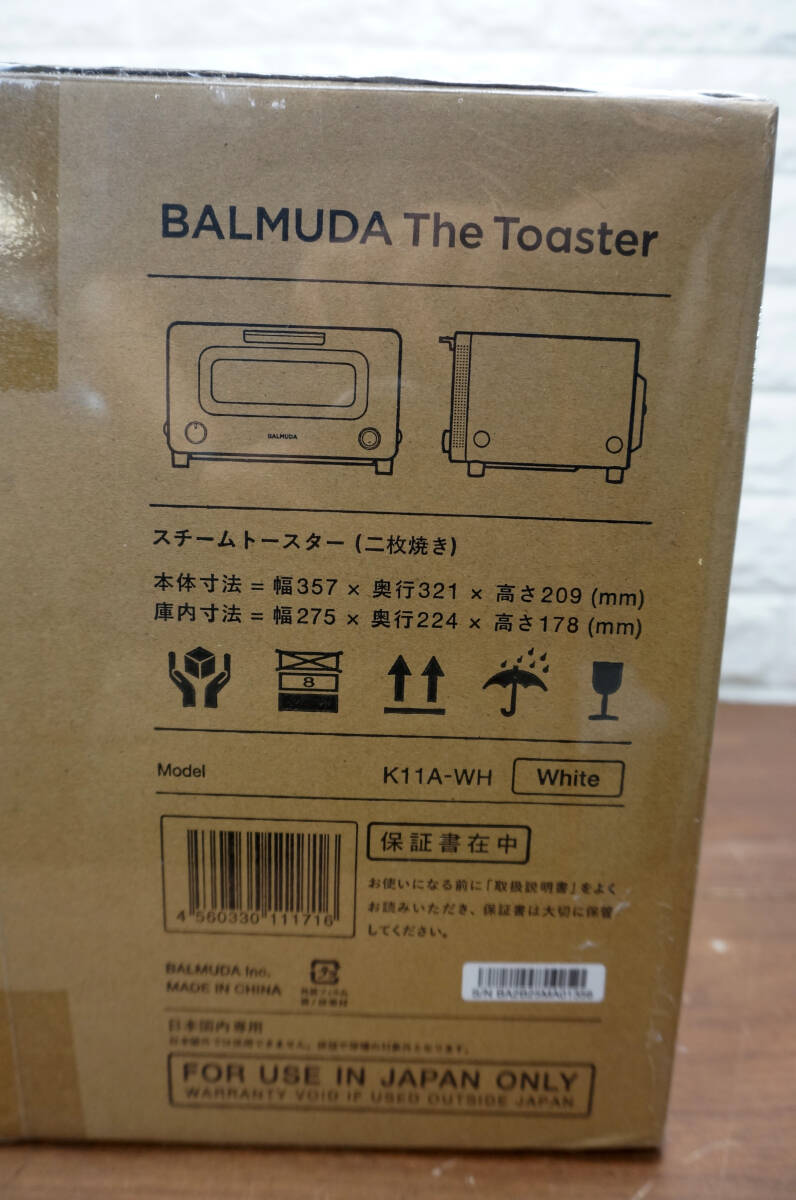 BALMUDA The Toaster
BALMUDA
スチームトースター (二枚焼き)
本体寸法 = 幅357 × 奥行321 × 高さ209 (mm)
庫内寸法 = 幅275 × 奥行224 × 高さ178 (mm)
8
Model K11A-WH White
4 560330 111716
保証書在中
お使いになる前に「取扱説明書」をよく
お読みいただき、保証書は大切に保管
してください。
BALMUDA Inc.
MADE IN CHINA
S/N BA2B25MA01358
日本国内専用
FOR USE IN JAPAN ONLY
WARRANTY VOID IF USED OUTSIDE JAPAN